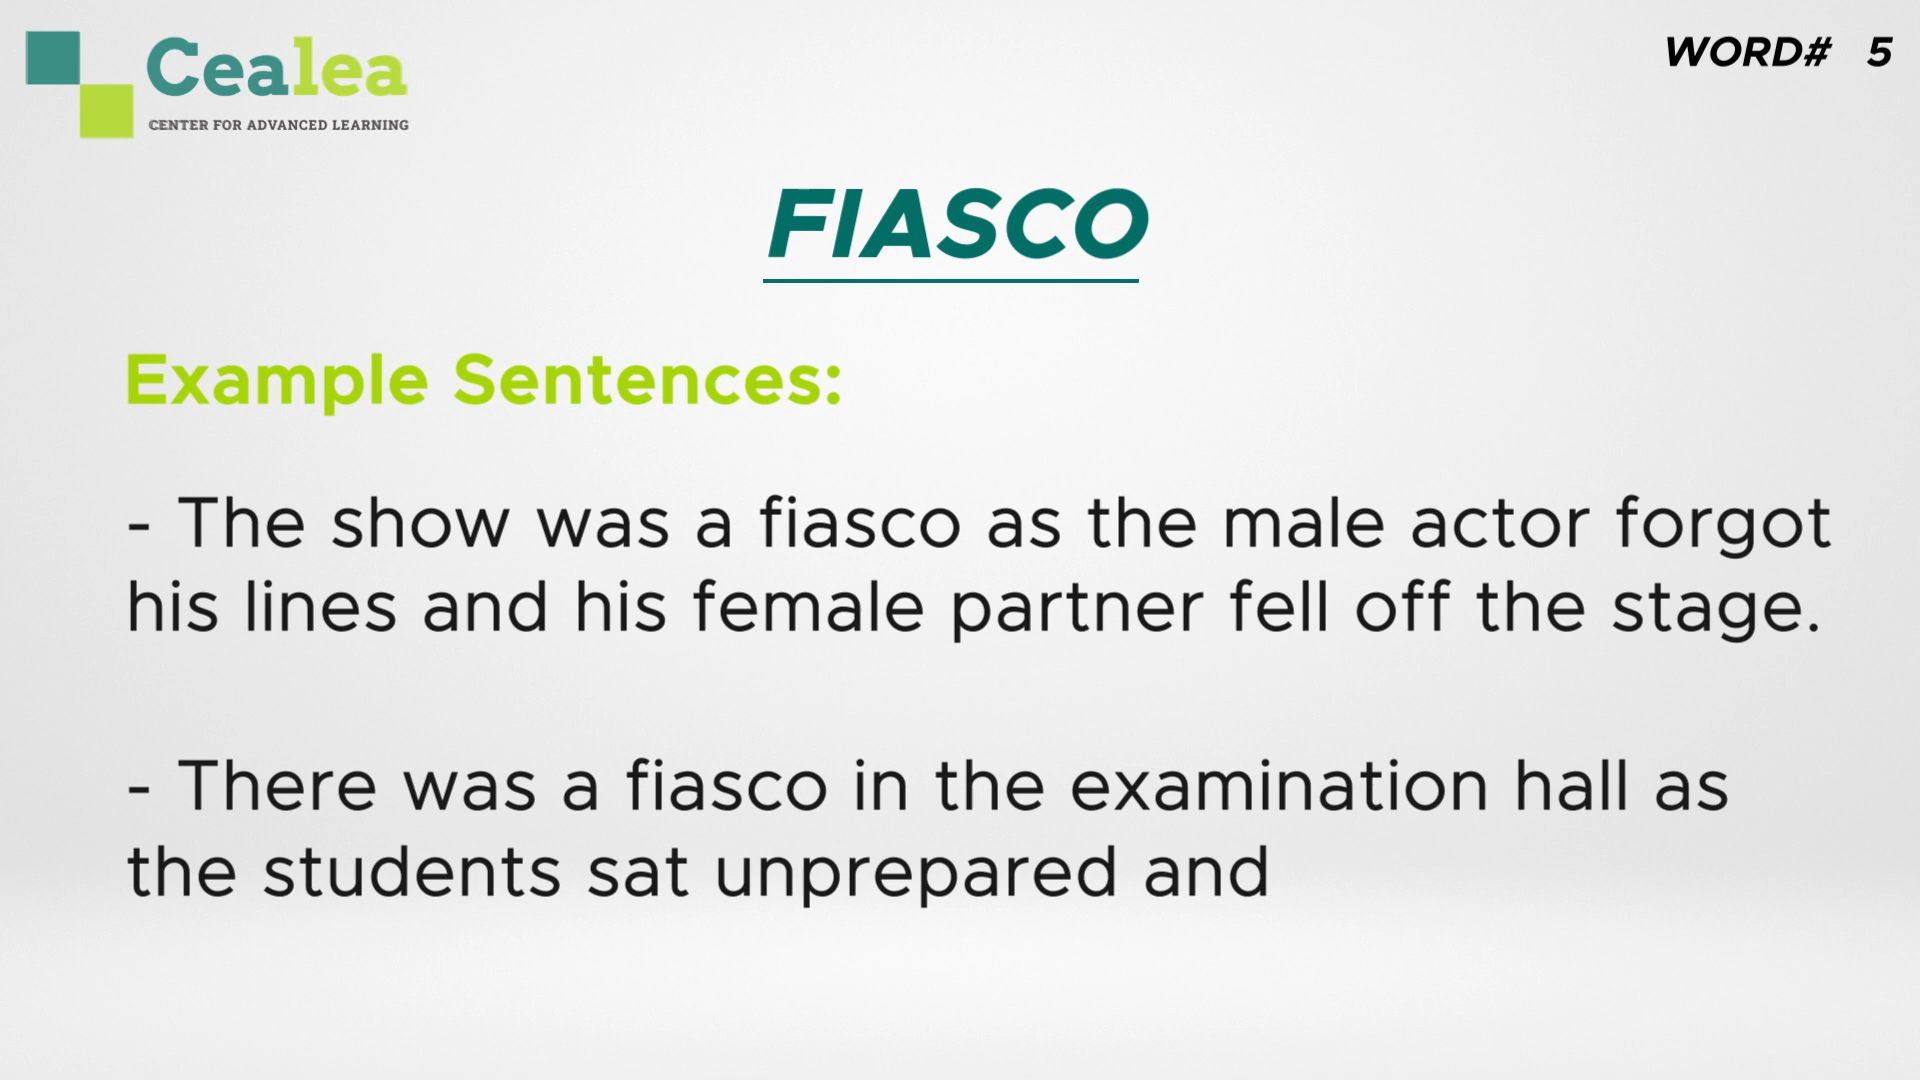 Cealea
CENTER FOR ADVANCED LEARNING
WORD# 5
FIASCO
Example Sentences:
- The show was a fiasco as the male actor forgot
his lines and his female partner fell off the stage.
- There was a fiasco in the examination hall as
the students sat unprepared and